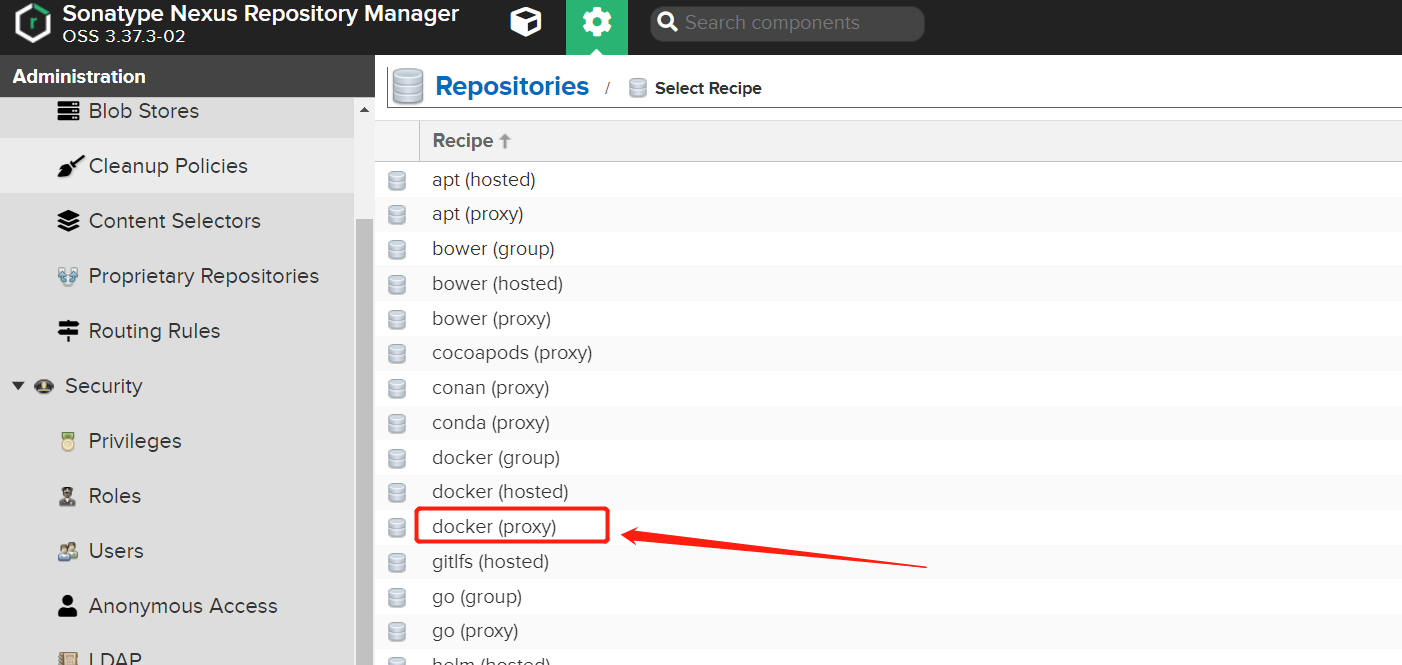 Sonatype Nexus Repository Manager
OSS 3.37.3-02
Search components
Administration
Blob Stores
Cleanup Policies
Content Selectors
Proprietary Repositories
Routing Rules
Security
Privileges
Roles
Users
Anonymous Access
LDAP
Repositories / Select Recipe
Recipe
apt (hosted)
apt (proxy)
bower (group)
bower (hosted)
bower (proxy)
cocoapods (proxy)
conan (proxy)
conda (proxy)
docker (group)
docker (hosted)
docker (proxy)
gitlfs (hosted)
go (group)
go (proxy)
helm (hosted)